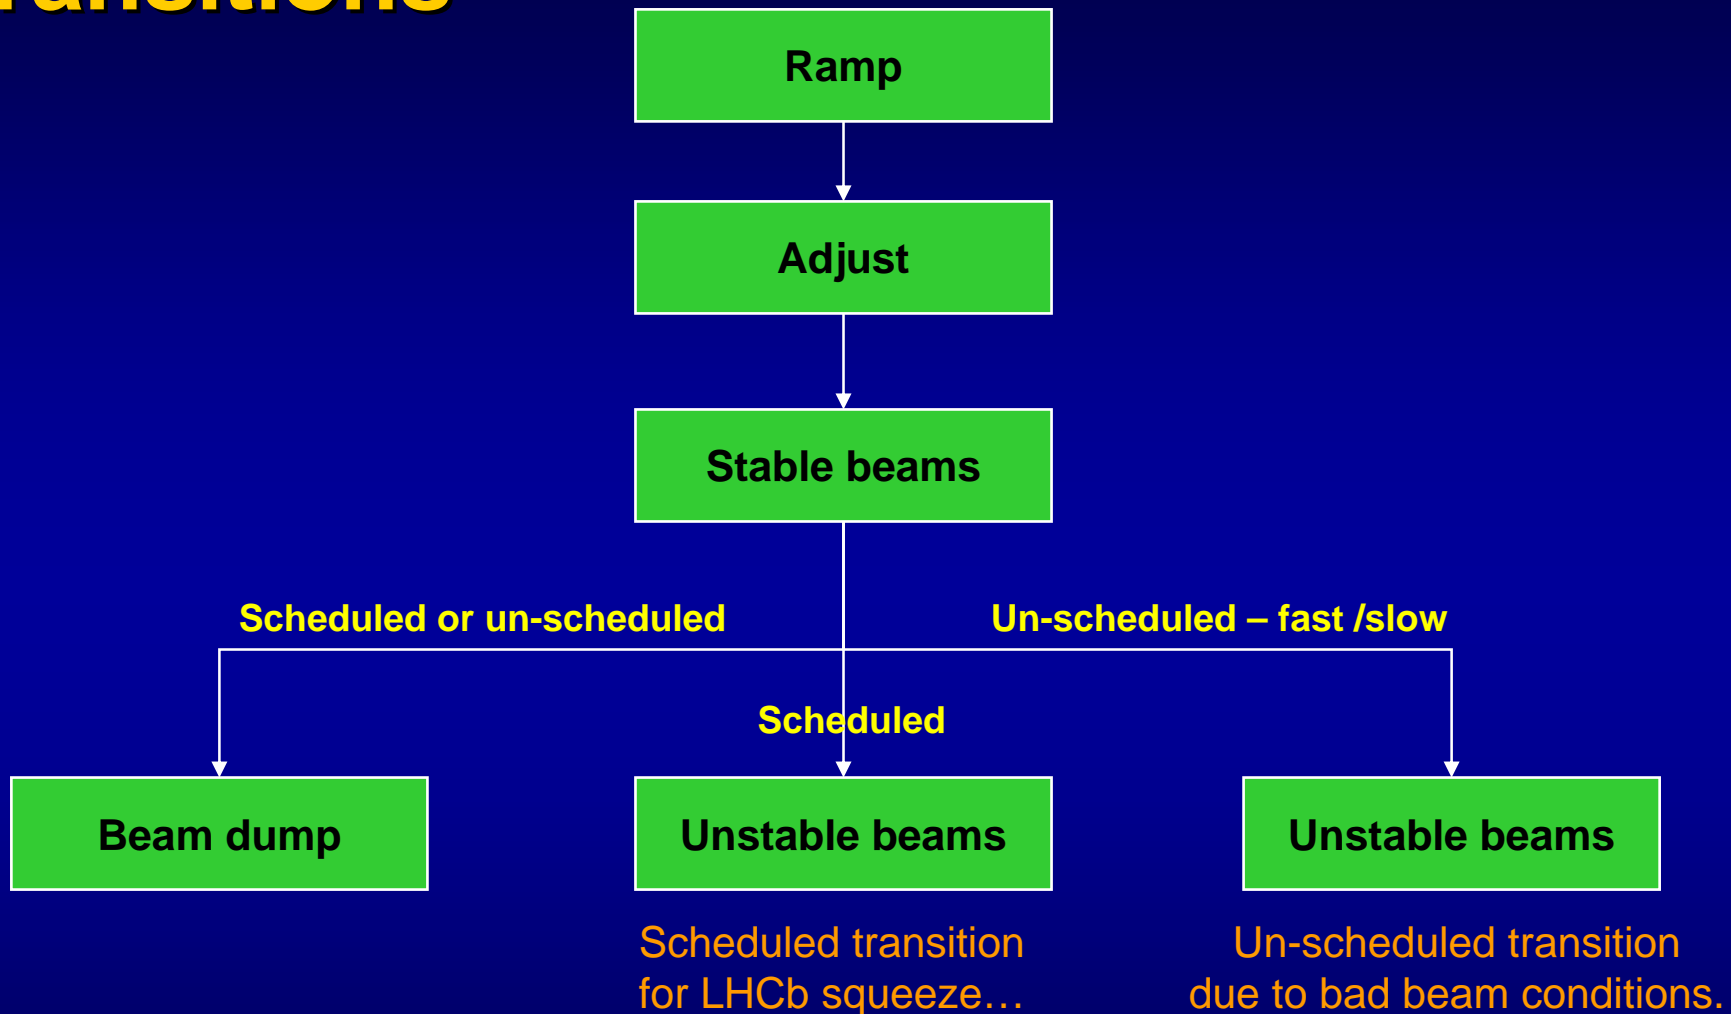 Ramp
Adjust
Stable beams
Scheduled or un-scheduled
Un-scheduled – fast /slow
Scheduled
Beam dump
Unstable beams
Unstable beams
Scheduled transition
for LHCb squeeze…
Un-scheduled transition
due to bad beam conditions.